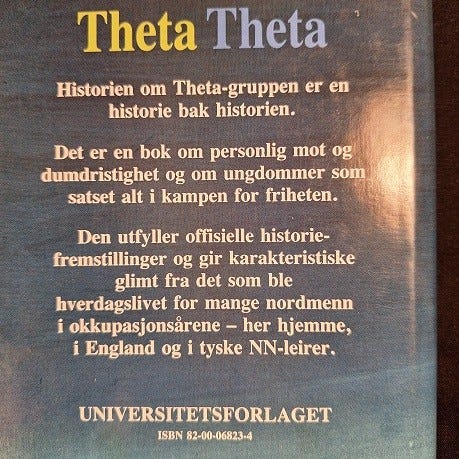 Theta Theta
Historien om Theta-gruppen er en
historie bak historien.
Det er en bok om personlig mot og
dumdristighet og om ungdommer som
satset alt i kampen for friheten.
Den utfyller offisielle historie-
fremstillinger og gir karakteristiske
glimt fra det som ble
hverdagslivet for mange nordmenn
i okkupasjonsårene – her hjemme,
i England og i tyske NN-leirer.
UNIVERSITETSFORLAGET
ISBN 82-00-06823-4